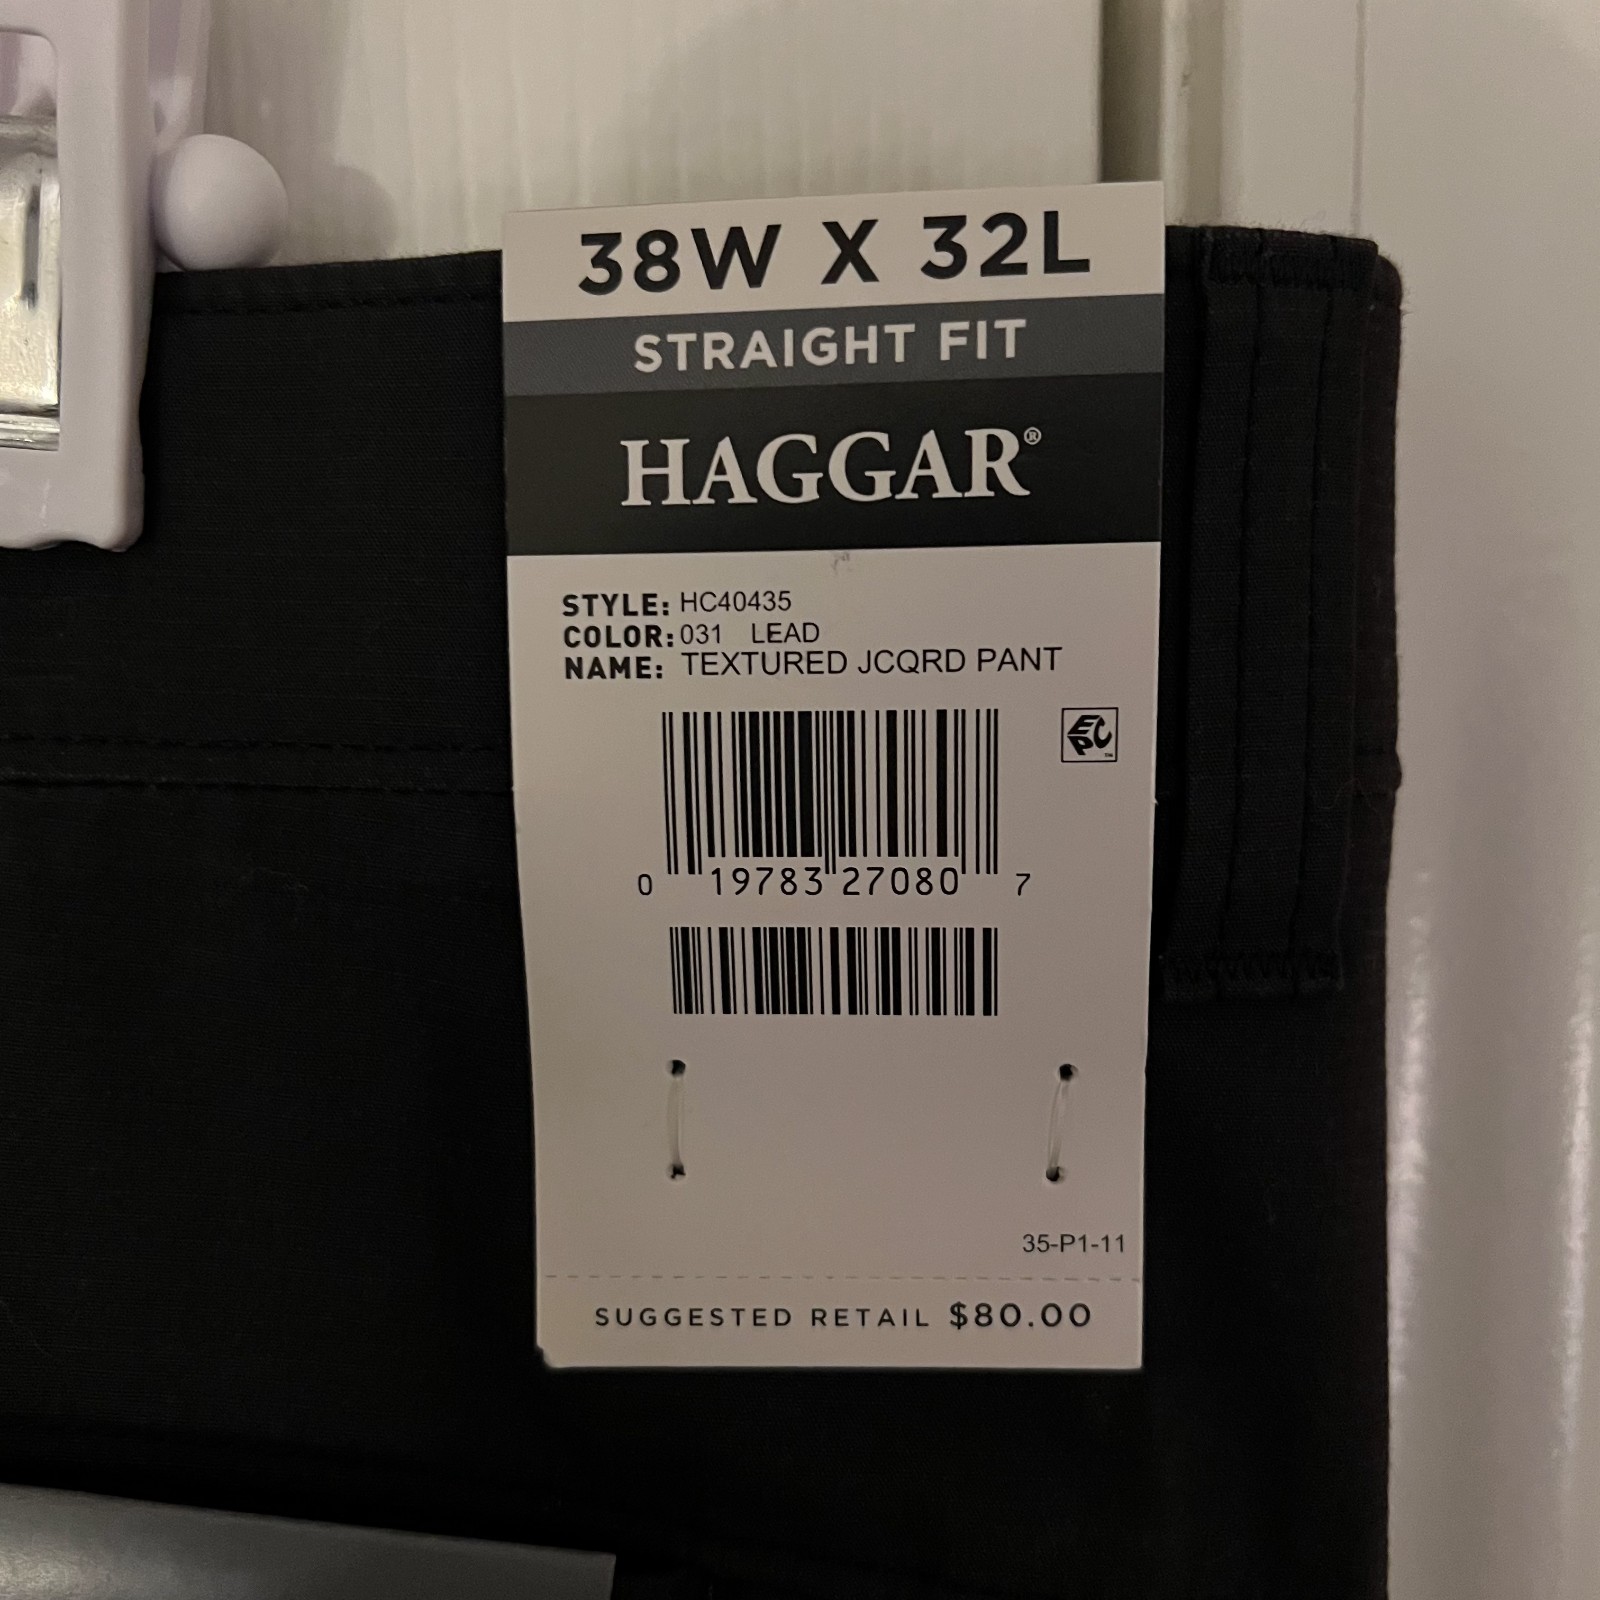 38W X 32L
STRAIGHT FIT
HAGGAR®
STYLE: HC40435
COLOR: 031 LEAD
NAME: TEXTURED JCQRD PANT
EPC™
0 19783 27080 7
35-P1-11
SUGGESTED RETAIL $80.00